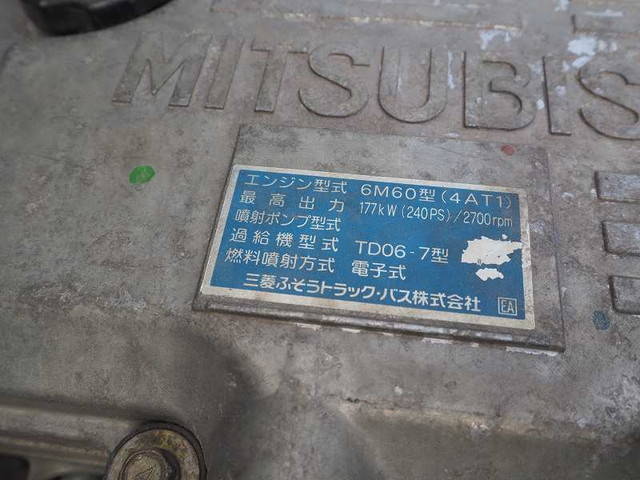 MITSUBIS
エンジン型式 6M60型(4AT1)
最高出力 177kW(240PS)/2700rpm
噴射ポンプ型式
過給機型式 TD06-7型
燃料噴射方式 電子式
三菱ふそうトラック・バス株式会社 EA